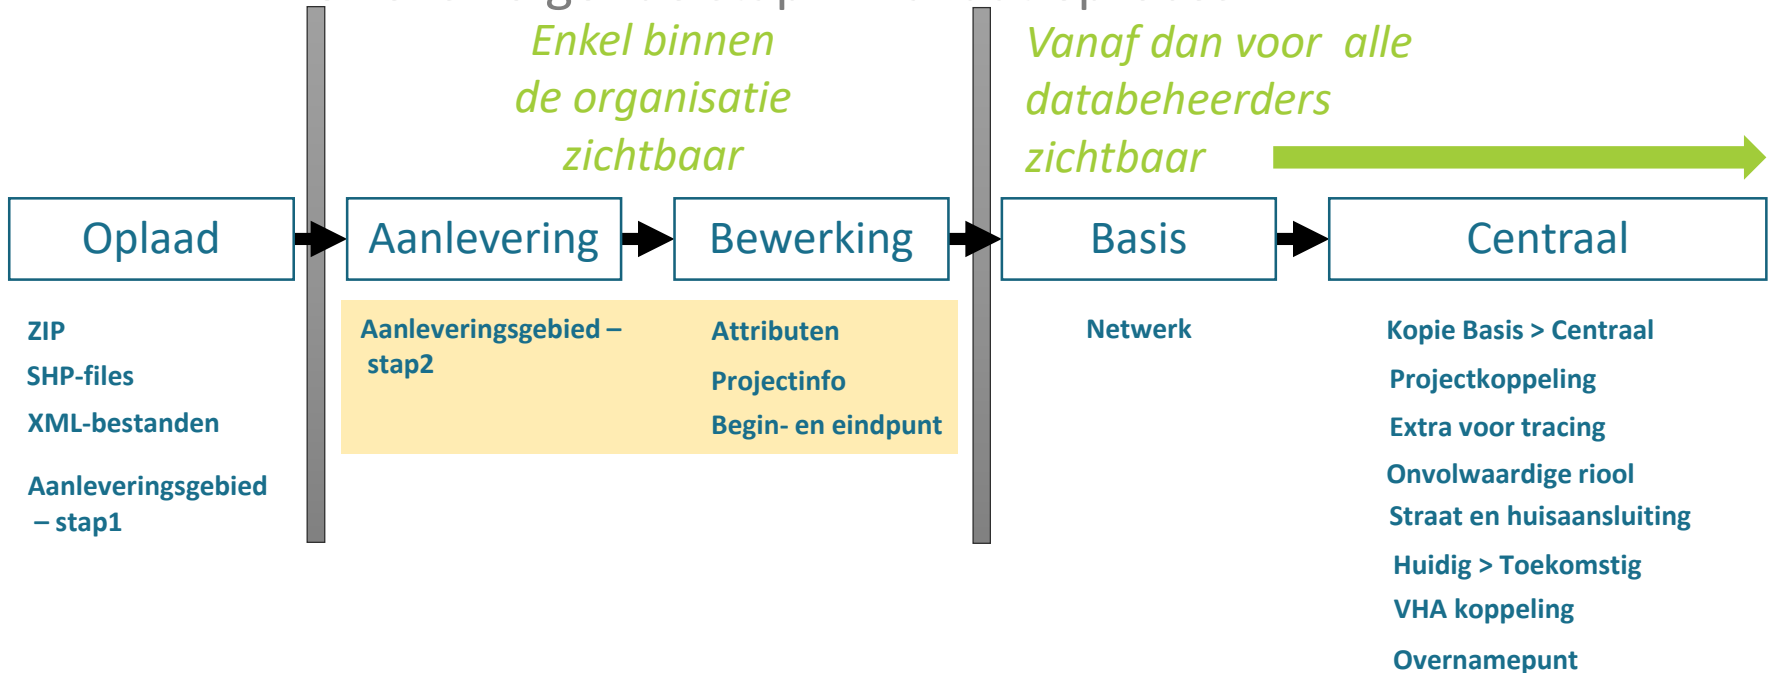 Enkel binnen
de organisatie
zichtbaar
Vanaf dan voor alle
databeheerders
zichtbaar
Oplaad
Aanlevering
Bewerking
Basis
Centraal
ZIP
SHP-files
XML-bestanden
Aanleveringsgebied
– stap1
Aanleveringsgebied –
stap2
Attributen
Projectinfo
Begin- en eindpunt
Netwerk
Kopie Basis > Centraal
Projectkoppeling
Extra voor tracing
Onvolwaardige riool
Straat en huisaansluiting
Huidig > Toekomstig
VHA koppeling
Overnamepunt